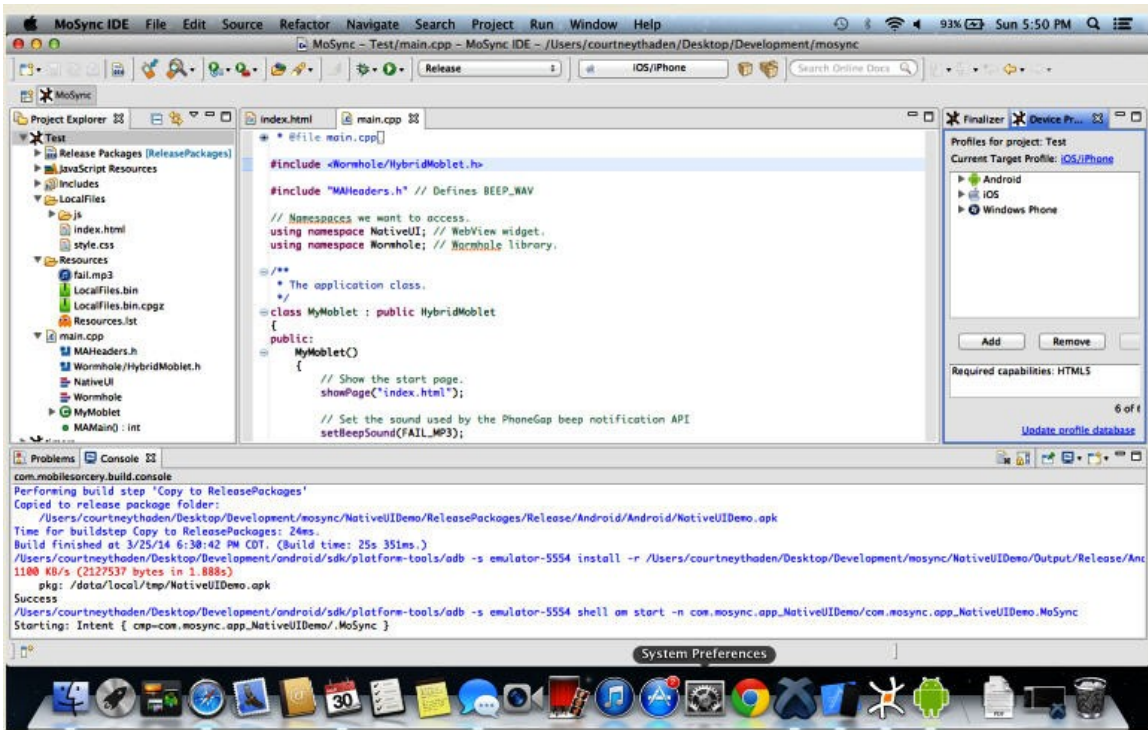 MoSync IDE File Edit Source Refactor Navigate Search Project Run Window Help 93% Sun 5:50 PM
MoSync - Test/main.cpp - MoSync IDE - /Users/courtneythaden/Desktop/Development/mosync
Release iOS/iPhone Search Online Docs
MoSync
Project Explorer
Test
Release Packages [ReleasePackages]
JavaScript Resources
Includes
LocalFiles
js
index.html
style.css
Resources
fail.mp3
LocalFiles.bin
LocalFiles.bin.cpgz
Resources.lst
main.cpp
MAHeaders.h
Wormhole/HybridMoblet.h
NativeUI
Wormhole
MyMoblet
MAMain() : int
index.html main.cpp
* @file main.cpp
#include <Wormhole/HybridMoblet.h>
#include "MAHeaders.h" // Defines BEEP_WAV
// Namespaces we want to access.
using namespace NativeUI; // WebView widget.
using namespace Wormhole; // Wormhole library.
/**
* The application class.
*/
class MyMoblet : public HybridMoblet
{
public:
MyMoblet()
{
// Show the start page.
showPage("index.html");
// Set the sound used by the PhoneGap beep notification API
setBeepSound(FAIL_MP3);
Finalizer Device Pr...
Profiles for project: Test
Current Target Profile: iOS/iPhone
Android
iOS
Windows Phone
Add Remove
Required capabilities: HTML5
6 of
Update profile database
Problems Console
com.mobilesorcery.build.console
Performing build step 'Copy to ReleasePackages'
Copied to release package folder:
/Users/courtneythaden/Desktop/Development/mosync/NativeUIDemo/ReleasePackages/Release/Android/Android/NativeUIDemo.apk
Time for buildstep Copy to ReleasePackages: 24ms.
Build finished at 3/25/14 6:30:42 PM CDT. (Build time: 25s 351ms.)
/Users/courtneythaden/Desktop/Development/android/sdk/platform-tools/adb -s emulator-5554 install -r /Users/courtneythaden/Desktop/Development/mosync/NativeUIDemo/Output/Release/Anc
1100 KB/s (2127537 bytes in 1.888s)
pkg: /data/local/tmp/NativeUIDemo.apk
Success
/Users/courtneythaden/Desktop/Development/android/sdk/platform-tools/adb -s emulator-5554 shell am start -n com.mosync.app_NativeUIDemo/com.mosync.app_NativeUIDemo.MoSync
Starting: Intent { cmp=com.mosync.app_NativeUIDemo/.MoSync }
System Preferences
30
2
PDF